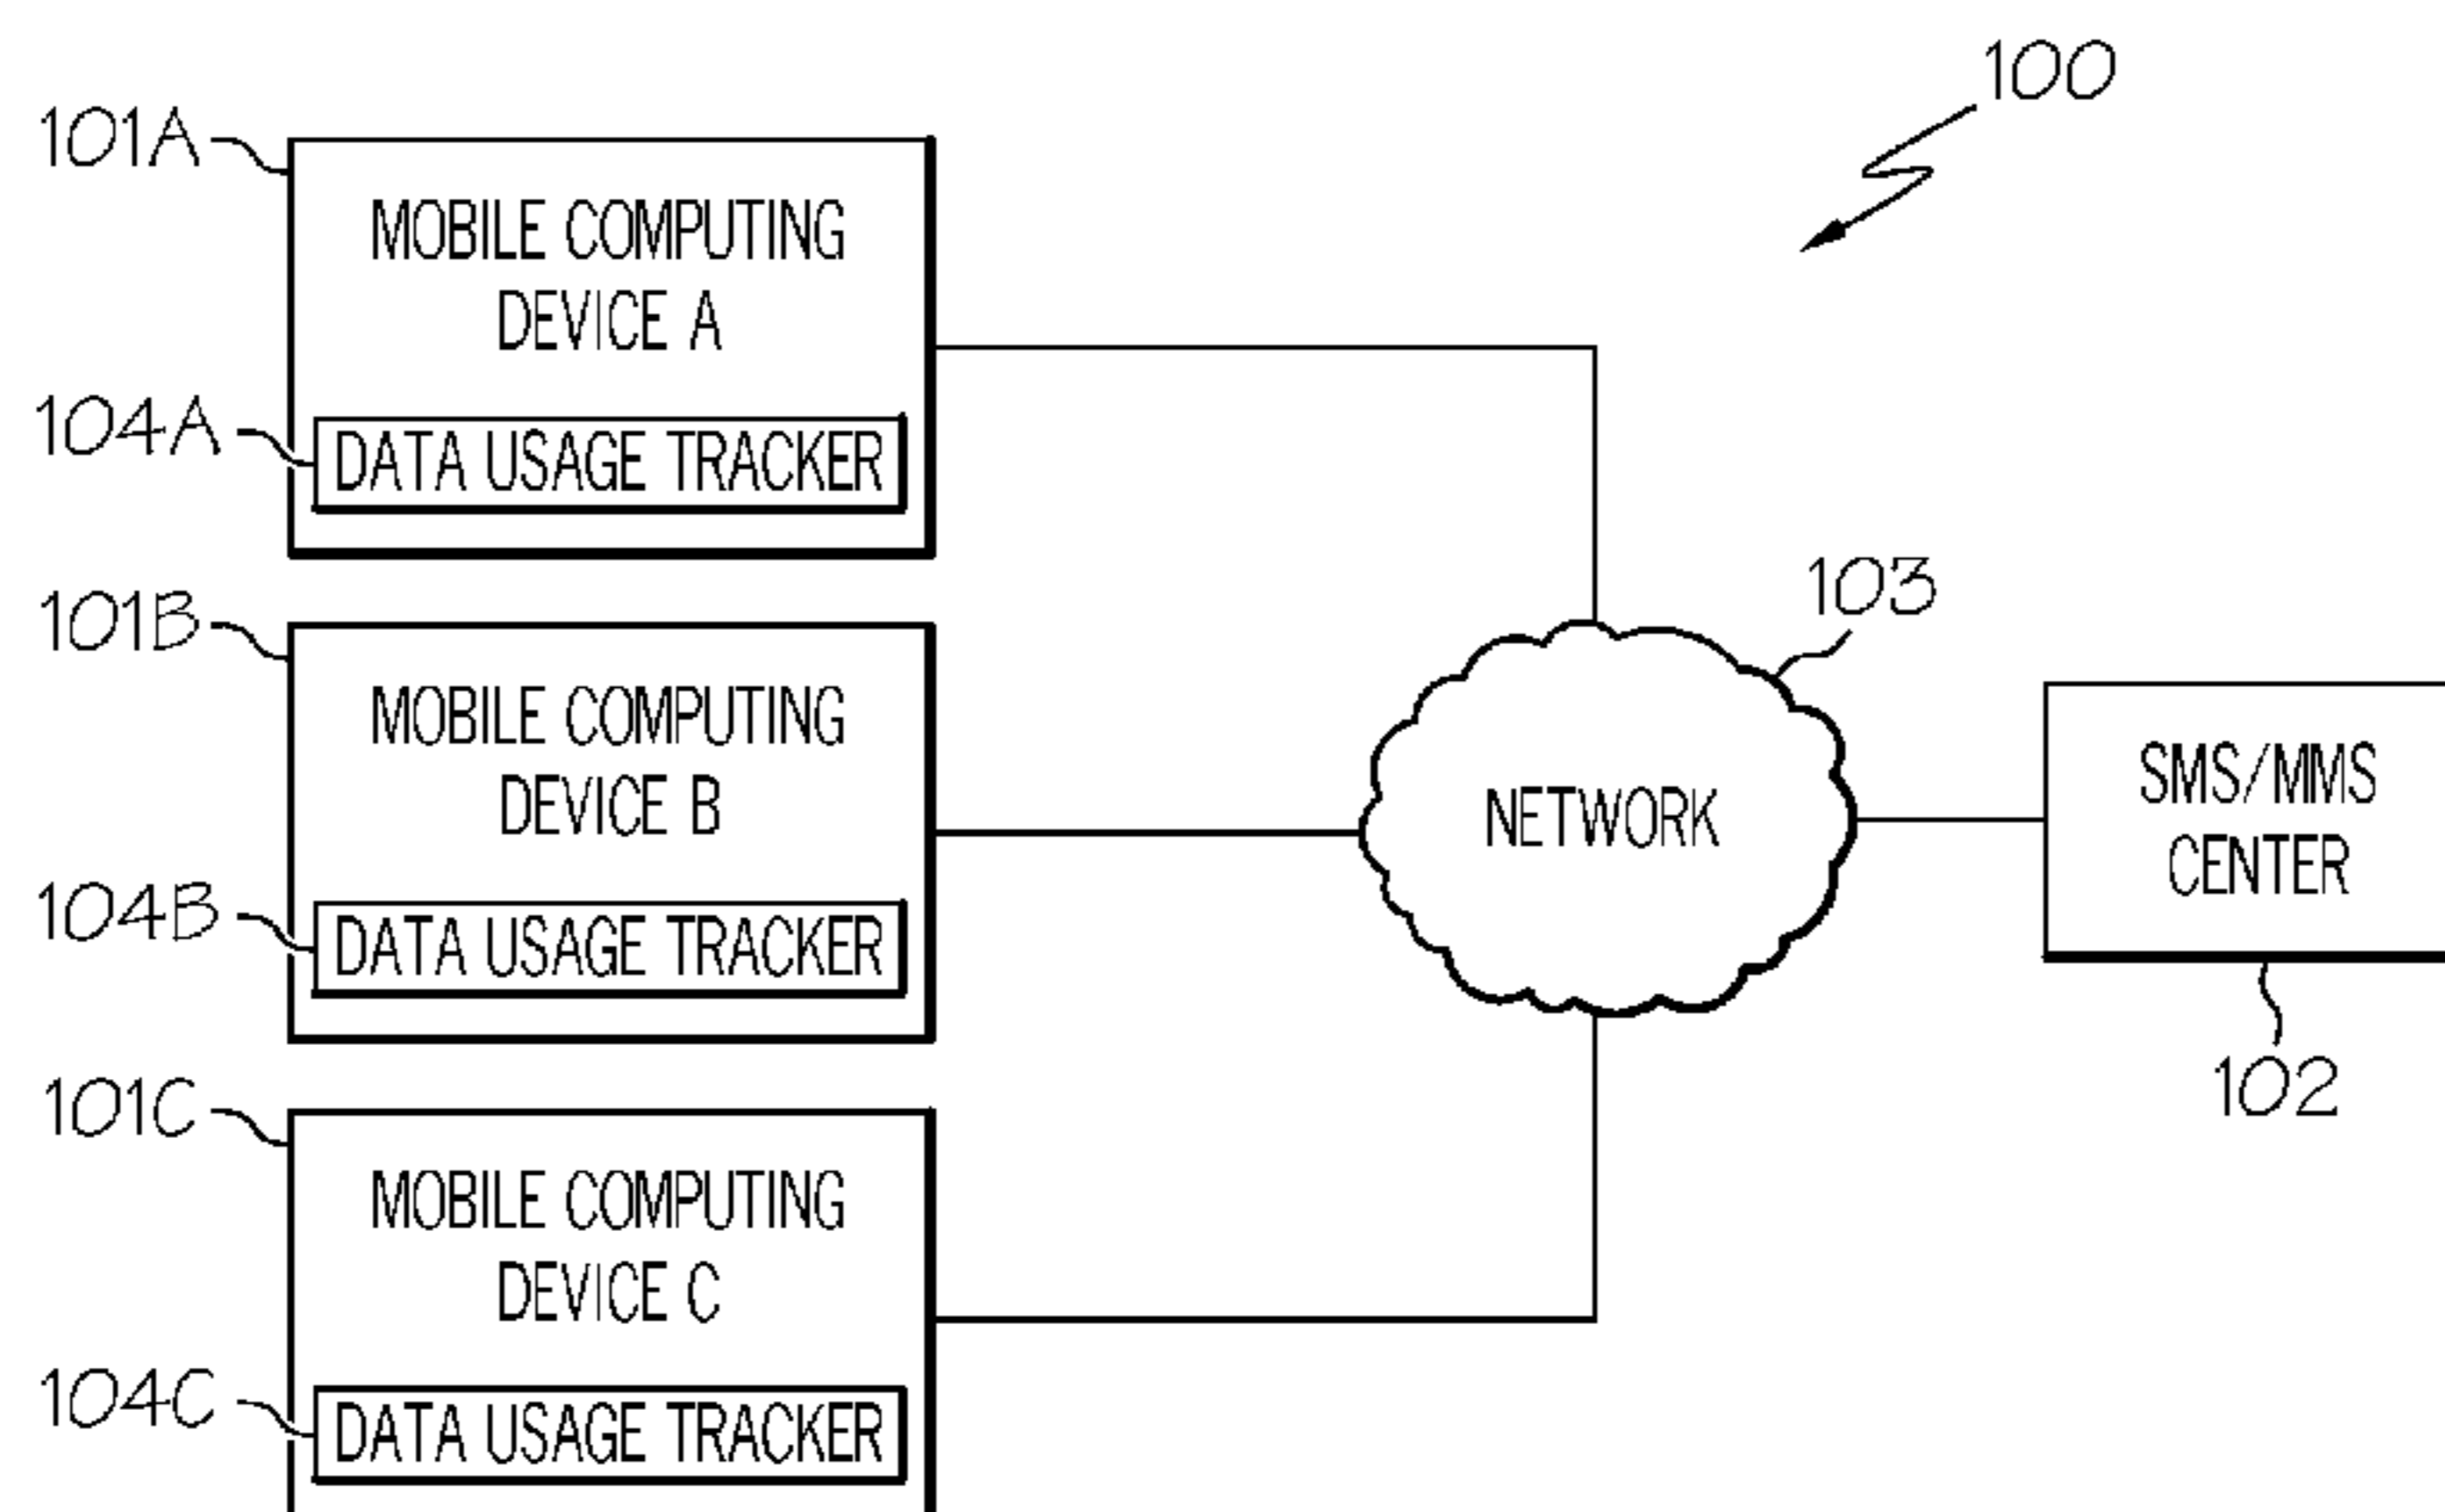 100
101A
MOBILE COMPUTING
DEVICE A
104A
DATA USAGE TRACKER
101B
MOBILE COMPUTING
DEVICE B
104B
DATA USAGE TRACKER
103
NETWORK
SMS/MMS
CENTER
102
101C
MOBILE COMPUTING
DEVICE C
104C
DATA USAGE TRACKER